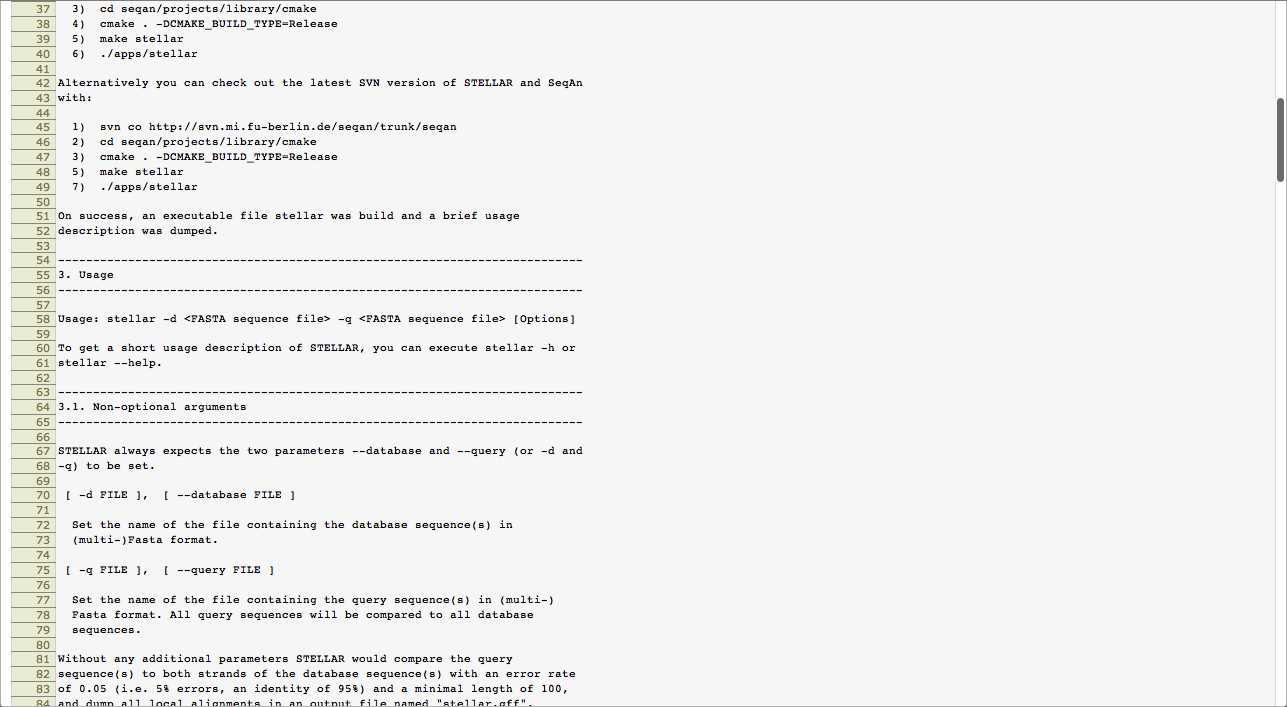 37 3)  cd seqan/projects/library/cmake
38 4)  cmake . -DCMAKE_BUILD_TYPE=Release
39 5)  make stellar
40 6)  ./apps/stellar
41
42 Alternatively you can check out the latest SVN version of STELLAR and SeqAn
43 with:
44
45 1)  svn co http://svn.mi.fu-berlin.de/seqan/trunk/seqan
46 2)  cd seqan/projects/library/cmake
47 3)  cmake . -DCMAKE_BUILD_TYPE=Release
48 5)  make stellar
49 7)  ./apps/stellar
50
51 On success, an executable file stellar was build and a brief usage
52 description was dumped.
53
54 ---------------------------------------------------------------------------
55 3. Usage
56 ---------------------------------------------------------------------------
57
58 Usage: stellar -d <FASTA sequence file> -q <FASTA sequence file> [Options]
59
60 To get a short usage description of STELLAR, you can execute stellar -h or
61 stellar --help.
62
63 ---------------------------------------------------------------------------
64 3.1. Non-optional arguments
65 ---------------------------------------------------------------------------
66
67 STELLAR always expects the two parameters --database and --query (or -d and
68 -q) to be set.
69
70 [ -d FILE ],  [ --database FILE ]
71
72 Set the name of the file containing the database sequence(s) in
73 (multi-)Fasta format.
74
75 [ -q FILE ],  [ --query FILE ]
76
77 Set the name of the file containing the query sequence(s) in (multi-)
78 Fasta format. All query sequences will be compared to all database
79 sequences.
80
81 Without any additional parameters STELLAR would compare the query
82 sequence(s) to both strands of the database sequence(s) with an error rate
83 of 0.05 (i.e. 5% errors, an identity of 95%) and a minimal length of 100,
84 and dump all local alignments in an output file named "stellar.gff".